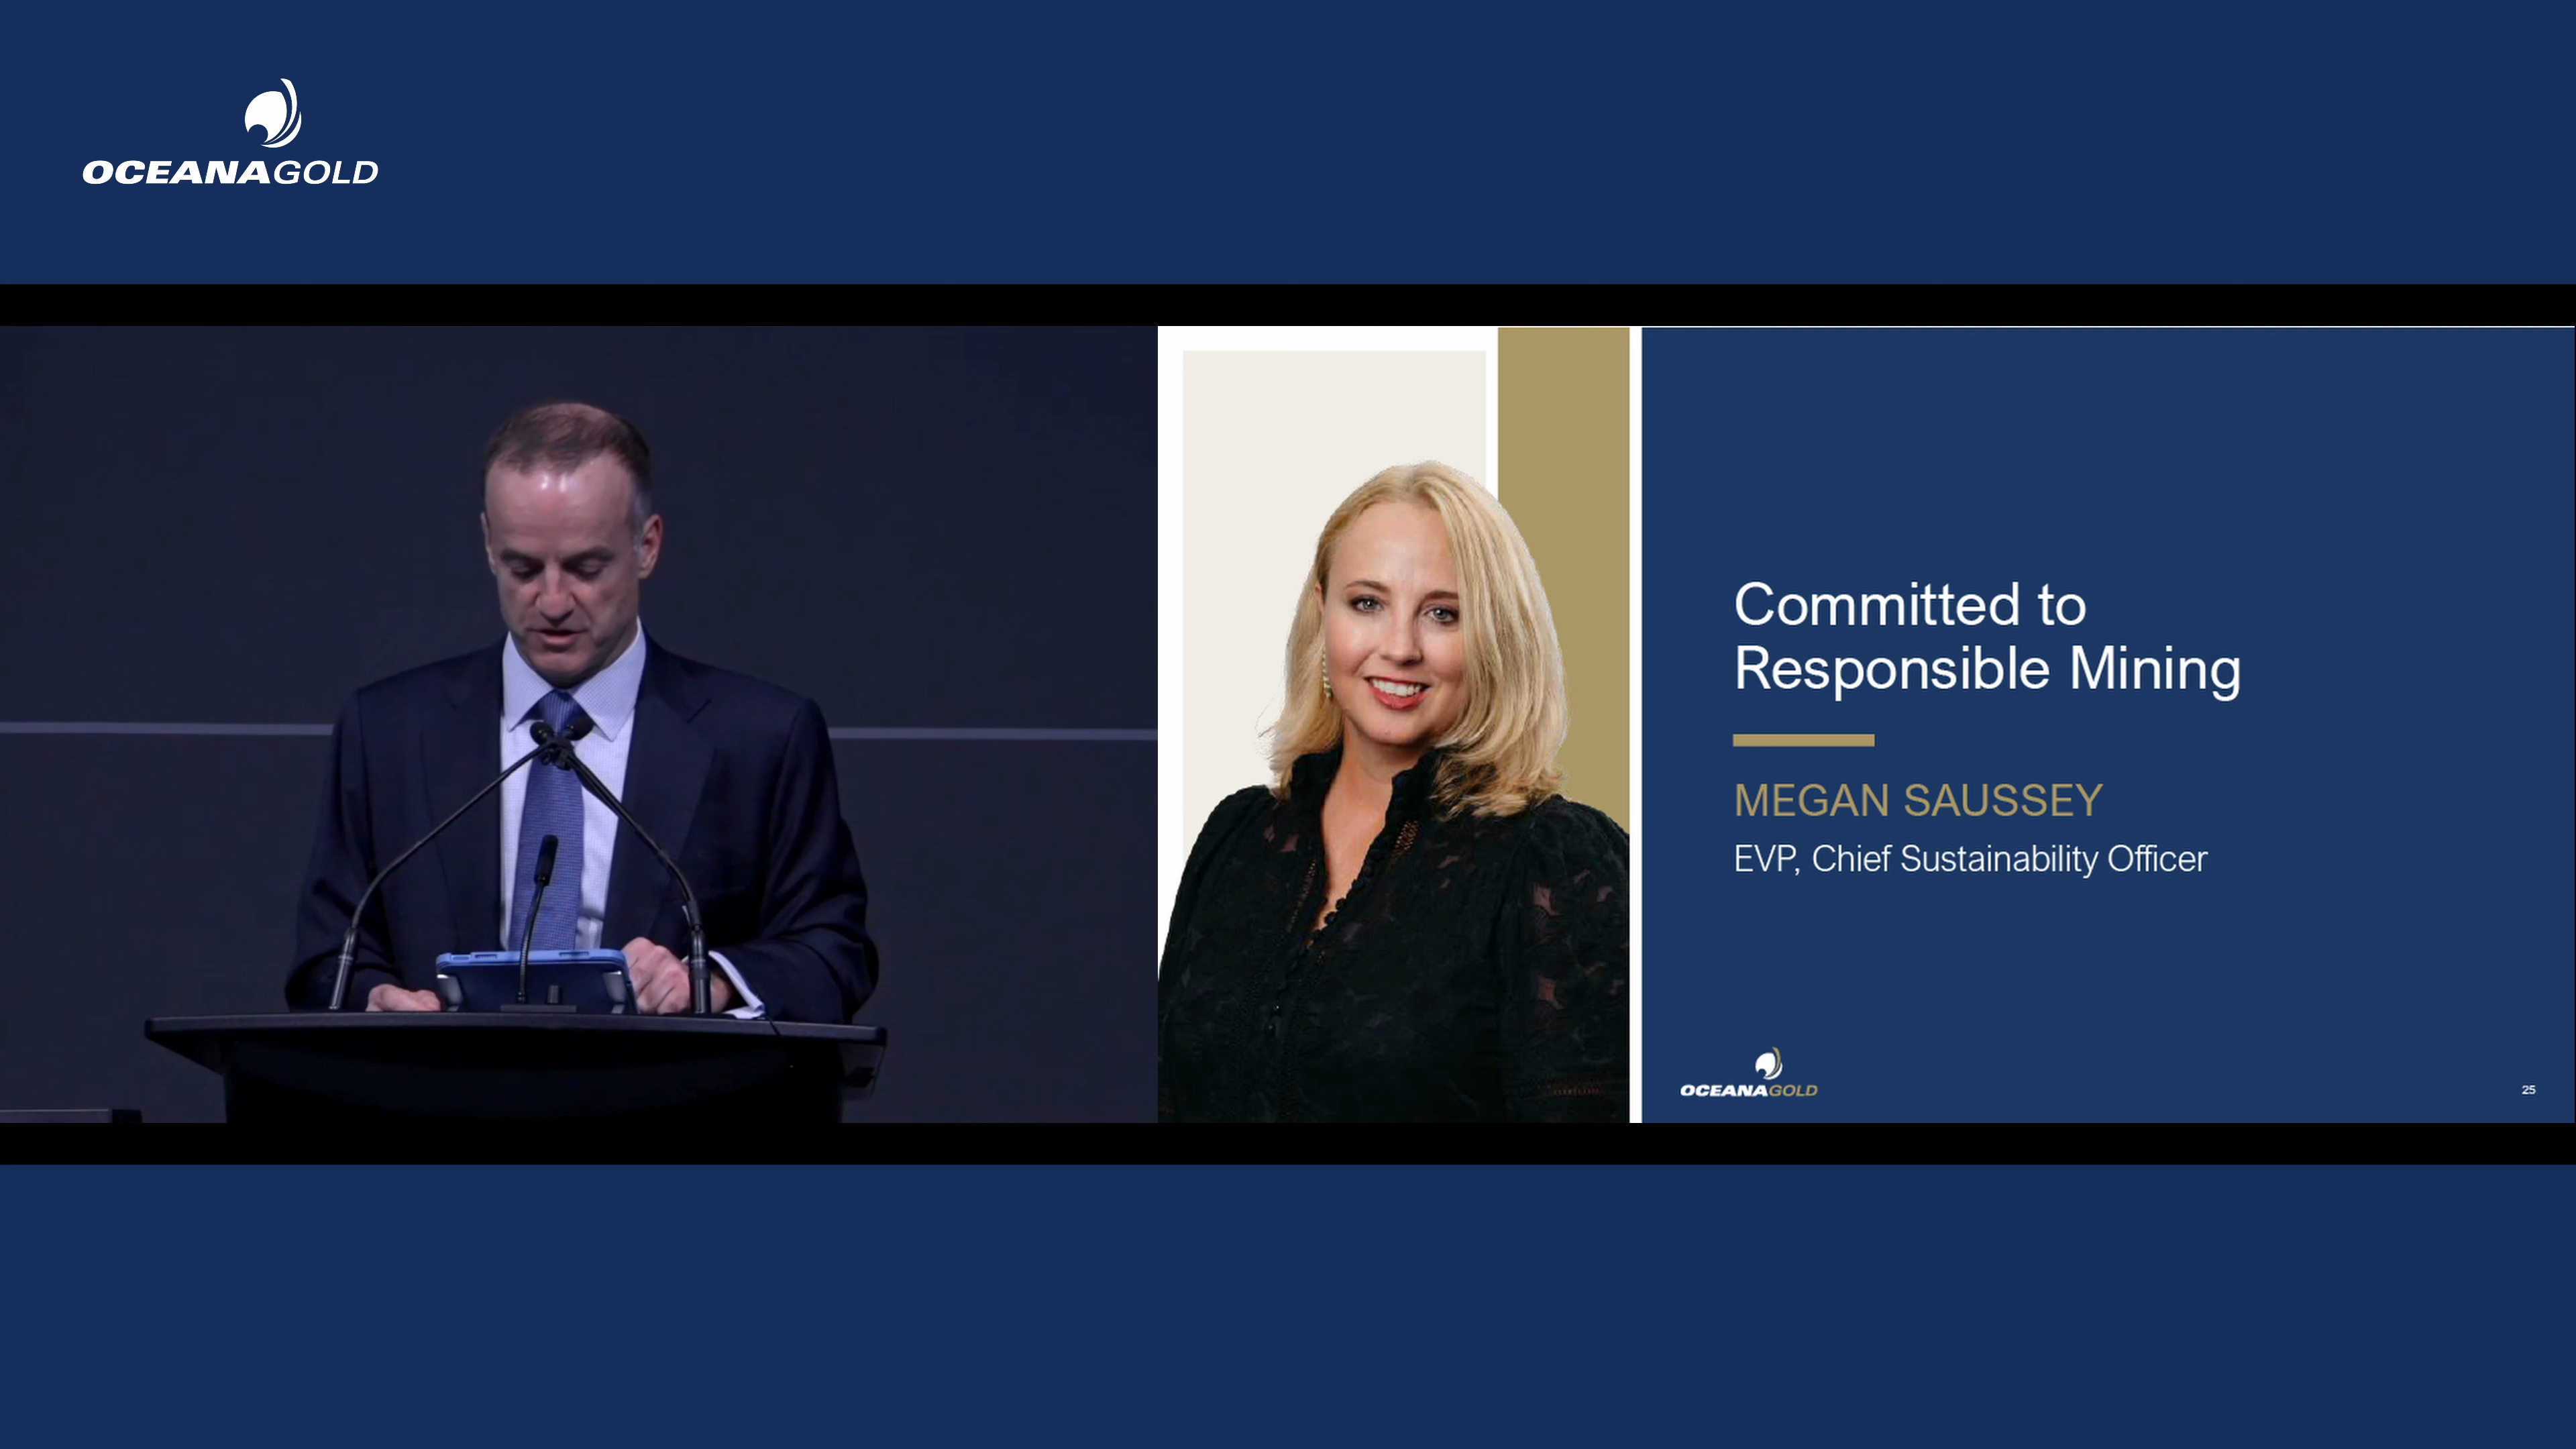 OCEANAGOLD
Committed to
Responsible Mining
MEGAN SAUSSEY
EVP, Chief Sustainability Officer
OCEANAGOLD
25